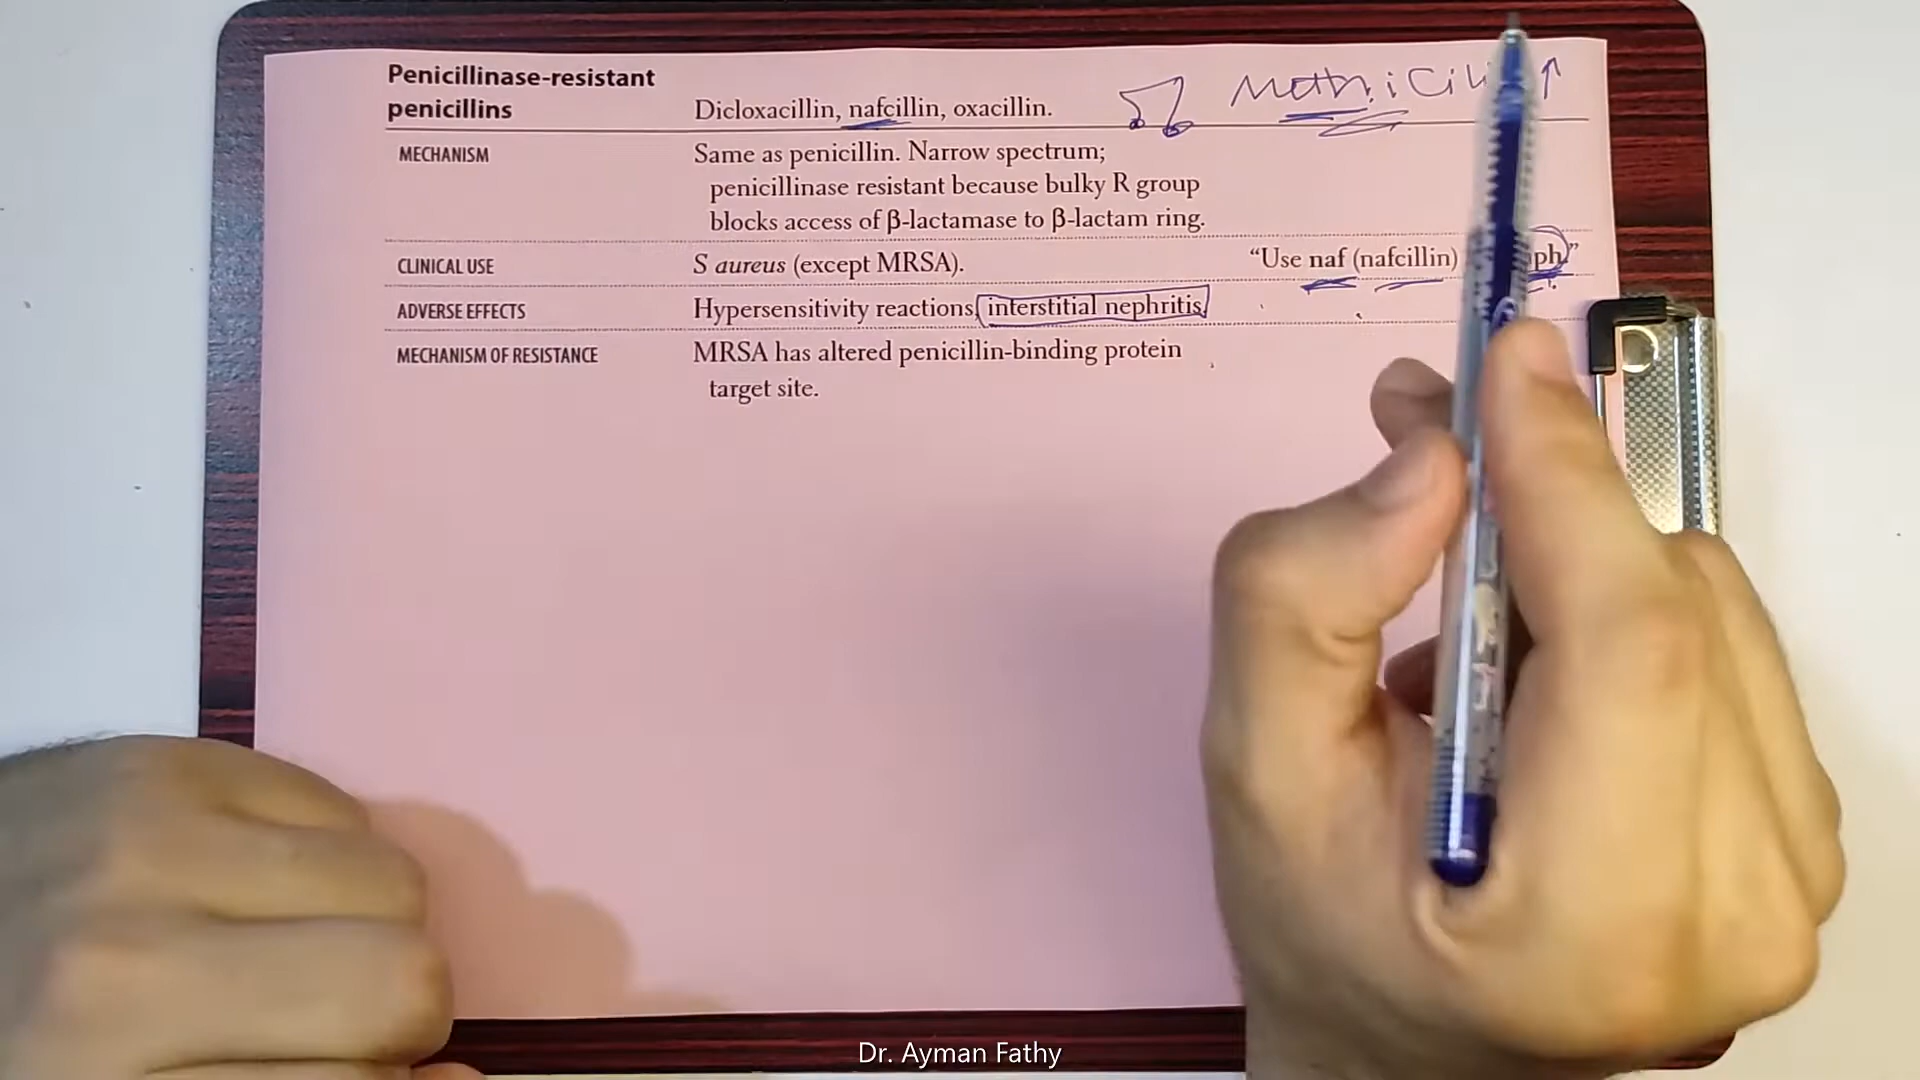 Penicillinase-resistant
penicillins
Dicloxacillin, nafcillin, oxacillin.
MECHANISM
Same as penicillin. Narrow spectrum;
penicillinase resistant because bulky R group
blocks access of β-lactamase to β-lactam ring.
CLINICAL USE
S aureus (except MRSA).
“Use naf (nafcillin)
ADVERSE EFFECTS
Hypersensitivity reactions, interstitial nephritis.
MECHANISM OF RESISTANCE
MRSA has altered penicillin-binding protein
target site.
Dr. Ayman Fathy